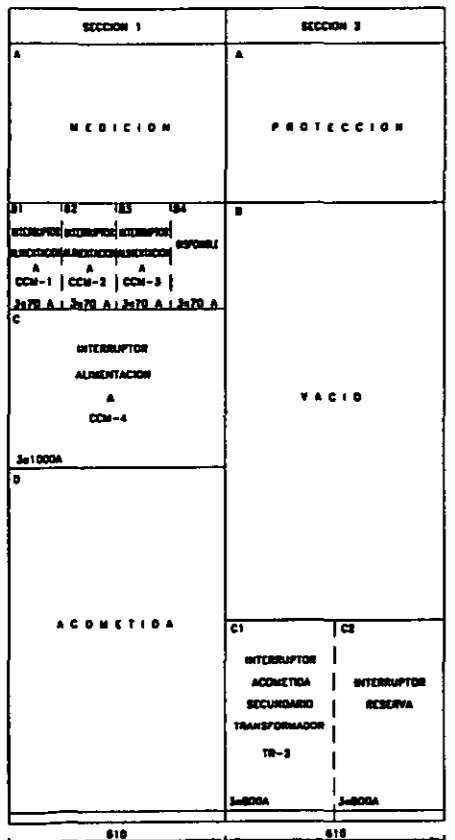 SECCION 1
SECCION 3
A
MEDICION
A
PROTECCION
B1
B2
B3
B4
INTERRUPTOR
ALIMENTACION
A
CCM-1
3x70 A
INTERRUPTOR
ALIMENTACION
A
CCM-2
3x70 A
INTERRUPTOR
ALIMENTACION
A
CCM-3
3x70 A
DISPONIBLE
3x70 A
B
VACIO
C
INTERRUPTOR
ALIMENTACION
A
CCM-4
3x1000A
D
ACOMETIDA
C1
INTERRUPTOR
ACOMETIDA
SECUNDARIO
TRANSFORMADOR
3x800A
C2
INTERRUPTOR
RESERVA
3x800A
610
610